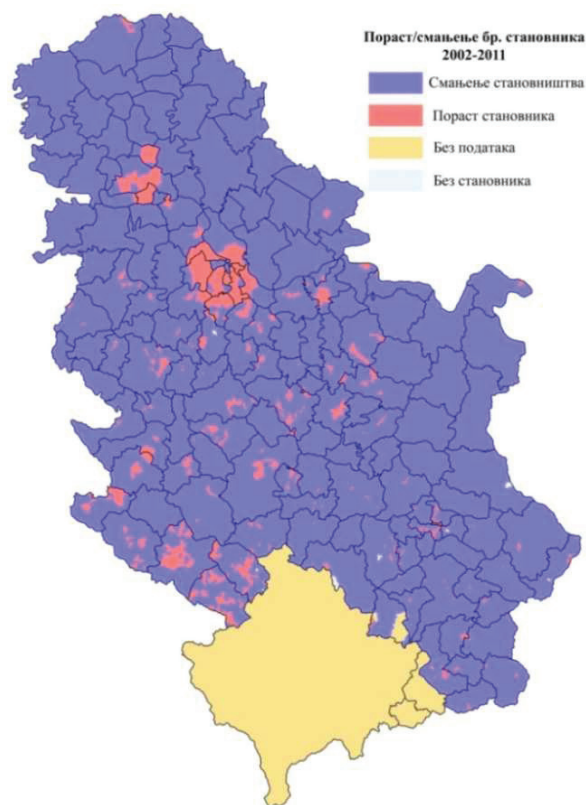 Пораст/смањење бр. становника
2002-2011
Смањење становништва
Пораст становника
Без података
Без становника